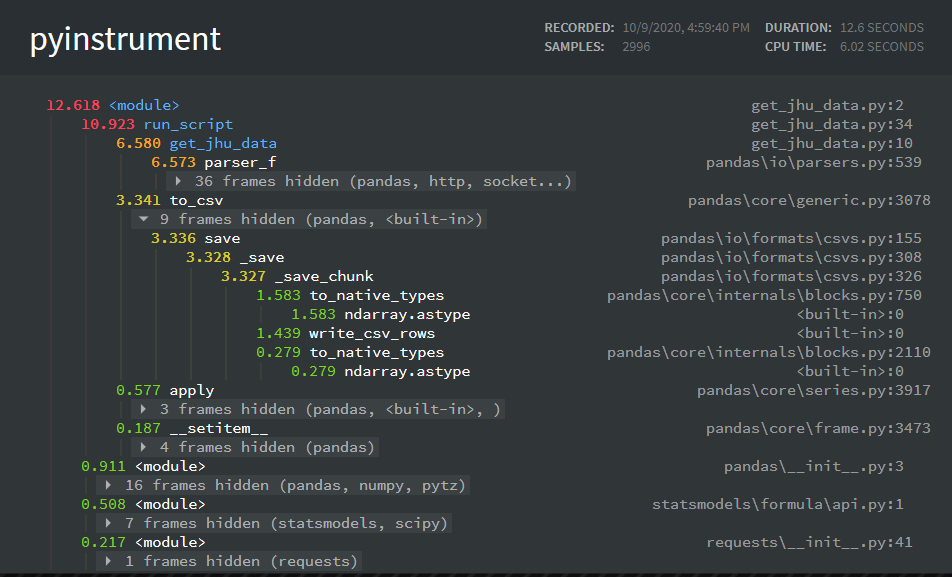 pyinstrument
RECORDED: 10/9/2020, 4:59:40 PM DURATION: 12.6 SECONDS
SAMPLES: 2996 CPU TIME: 6.02 SECONDS
12.618 <module> get_jhu_data.py:2
10.923 run_script get_jhu_data.py:34
6.580 get_jhu_data get_jhu_data.py:10
6.573 parser_f pandas\io\parsers.py:539
36 frames hidden (pandas, http, socket...)
3.341 to_csv pandas\core\generic.py:3078
9 frames hidden (pandas, <built-in>)
3.336 save pandas\io\formats\csvs.py:155
3.328 _save pandas\io\formats\csvs.py:308
3.327 _save_chunk pandas\io\formats\csvs.py:326
1.583 to_native_types pandas\core\internals\blocks.py:750
1.583 ndarray.astype <built-in>:0
1.439 write_csv_rows <built-in>:0
0.279 to_native_types pandas\core\internals\blocks.py:2110
0.279 ndarray.astype <built-in>:0
0.577 apply pandas\core\series.py:3917
3 frames hidden (pandas, <built-in>, )
0.187 __setitem__ pandas\core\frame.py:3473
4 frames hidden (pandas)
0.911 <module> pandas\__init__.py:3
16 frames hidden (pandas, numpy, pytz)
0.508 <module> statsmodels\formula\api.py:1
7 frames hidden (statsmodels, scipy)
0.217 <module> requests\__init__.py:41
1 frames hidden (requests)